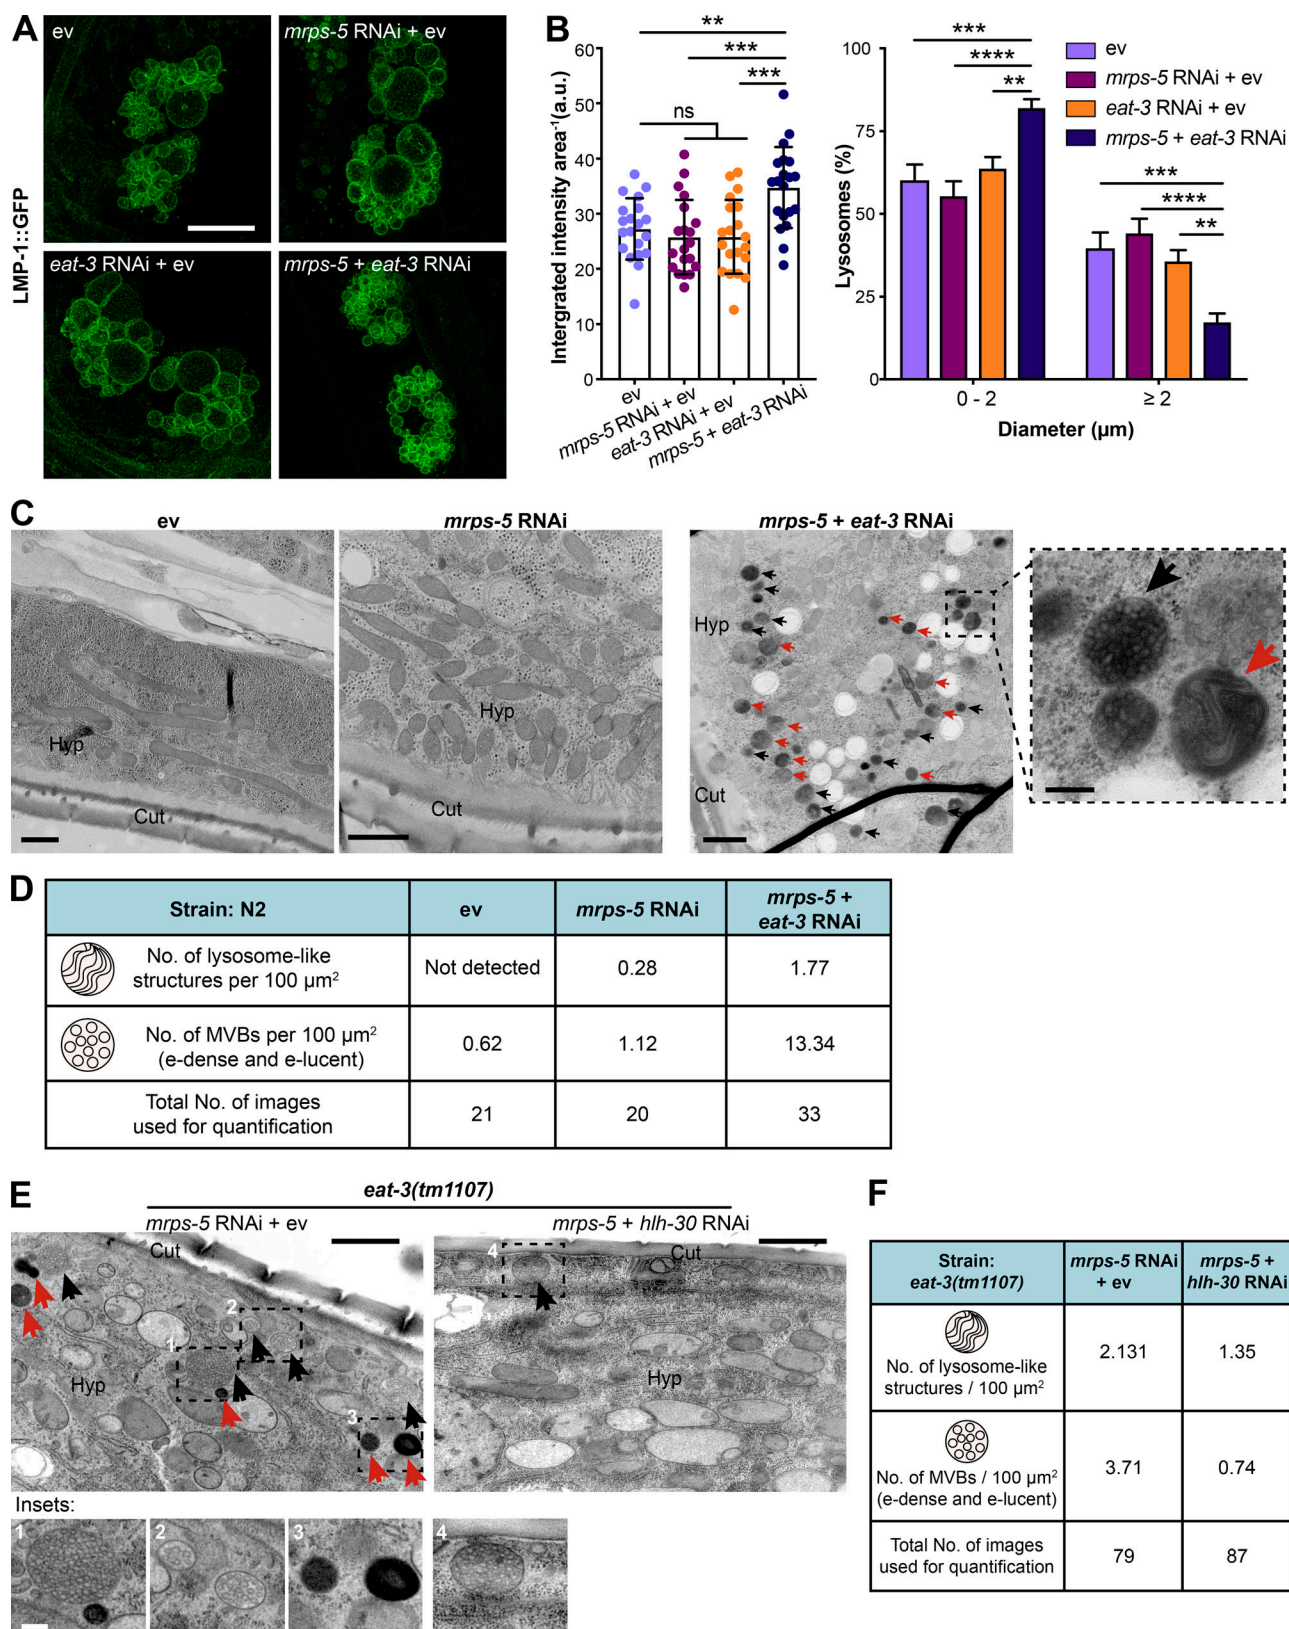 A
LMP-1::GFP
ev
mrps-5 RNAi + ev
eat-3 RNAi + ev
mrps-5 + eat-3 RNAi
B
Intergrated intensity area⁻¹(a.u.)
60
50
40
30
20
10
0
**
***
***
ns
ev
mrps-5 RNAi + ev
eat-3 RNAi + ev
mrps-5 + eat-3 RNAi
Lysosomes (%)
100
75
50
25
0
***
****
**
***
****
**
0 - 2
≥ 2
Diameter (µm)
ev
mrps-5 RNAi + ev
eat-3 RNAi + ev
mrps-5 + eat-3 RNAi
C
ev
mrps-5 RNAi
mrps-5 + eat-3 RNAi
Hyp
Cut
Hyp
Cut
Hyp
Cut
D
Strain: N2
ev
mrps-5 RNAi
mrps-5 +
eat-3 RNAi
No. of lysosome-like
structures per 100 µm²
Not detected
0.28
1.77
No. of MVBs per 100 µm²
(e-dense and e-lucent)
0.62
1.12
13.34
Total No. of images
used for quantification
21
20
33
E
eat-3(tm1107)
mrps-5 RNAi + ev
mrps-5 + hlh-30 RNAi
Cut
2
1
Hyp
3
4
Cut
Hyp
Insets:
1
2
3
4
F
Strain:
eat-3(tm1107)
mrps-5 RNAi
+ ev
mrps-5 +
hlh-30 RNAi
No. of lysosome-like
structures / 100 µm²
2.131
1.35
No. of MVBs / 100 µm²
(e-dense and e-lucent)
3.71
0.74
Total No. of images
used for quantification
79
87